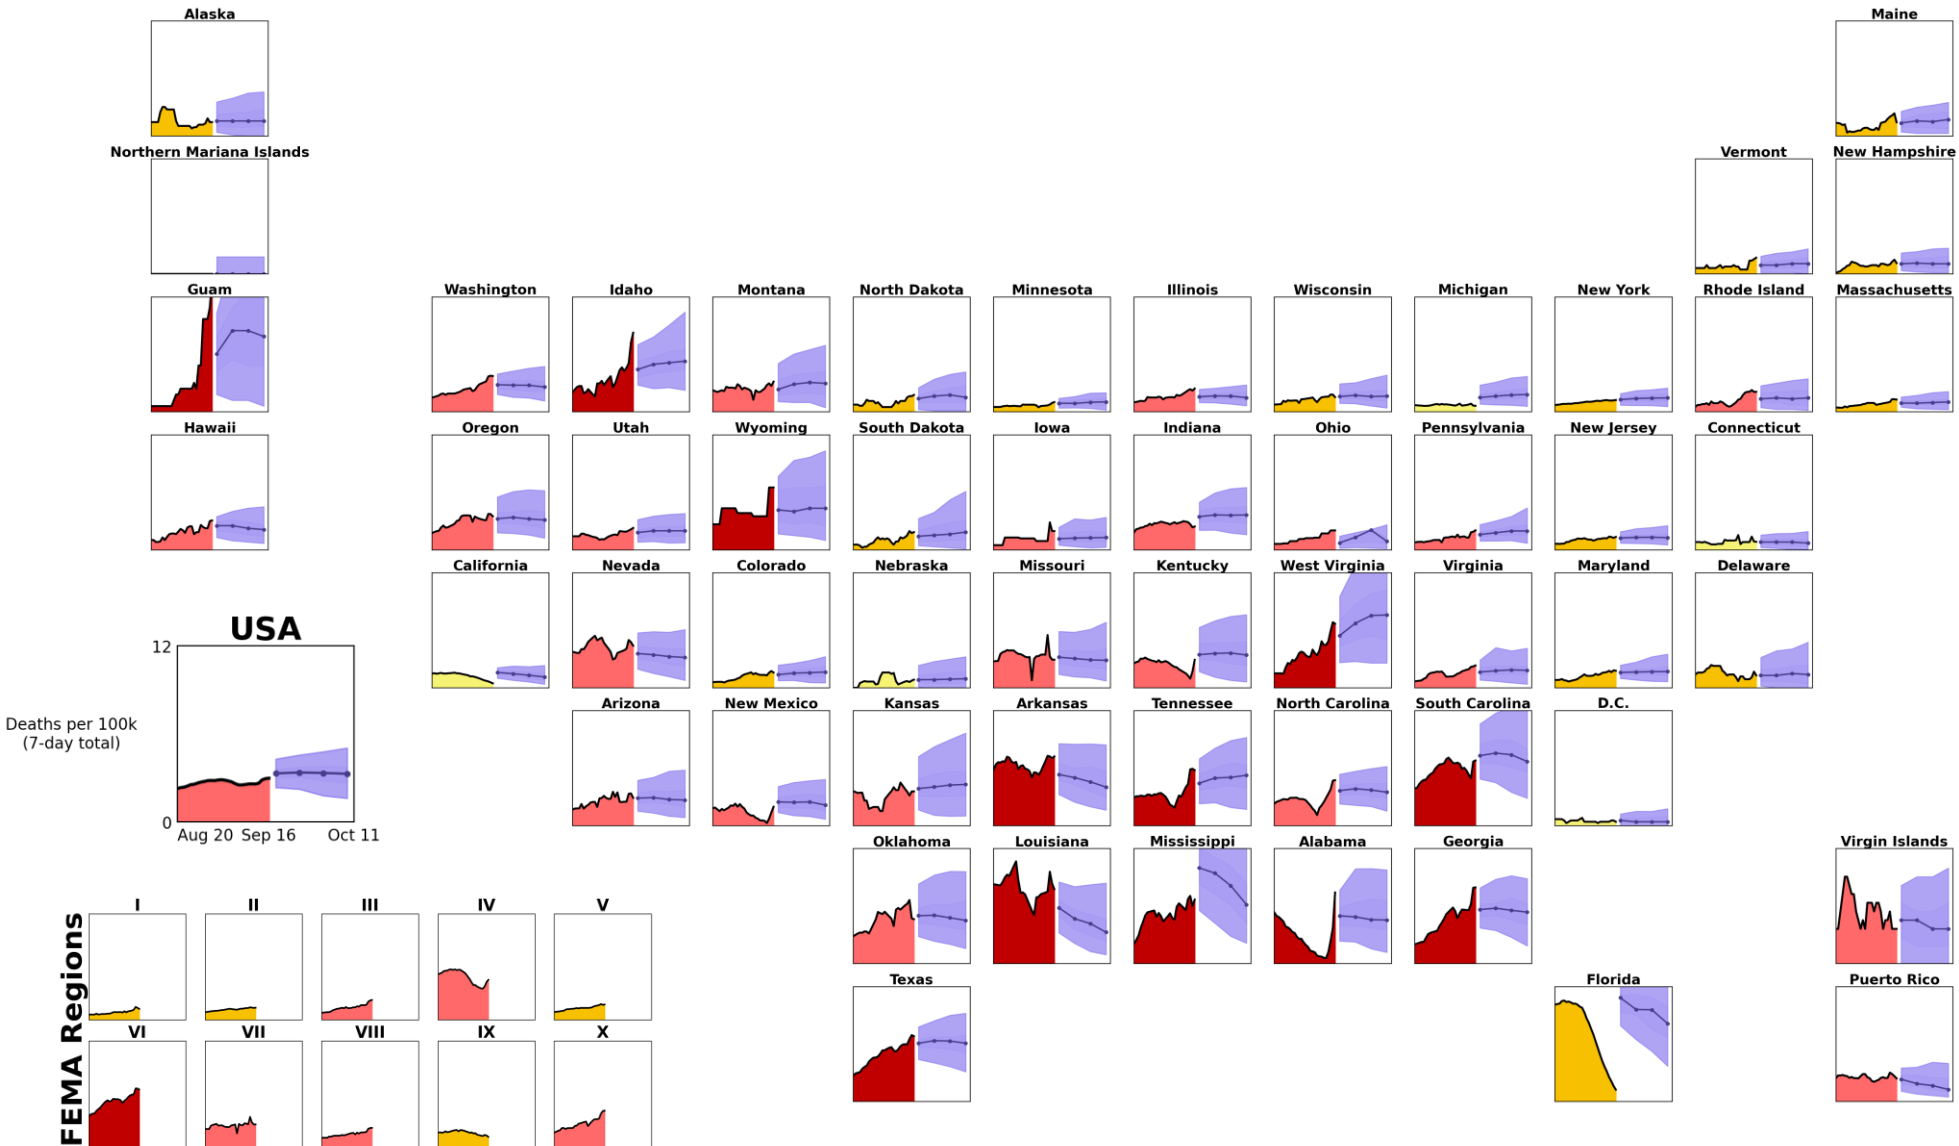 Alaska
Maine
Northern Mariana Islands
Vermont
New Hampshire
Guam
Washington
Idaho
Montana
North Dakota
Minnesota
Illinois
Wisconsin
Michigan
New York
Rhode Island
Massachusetts
Hawaii
Oregon
Utah
Wyoming
South Dakota
Iowa
Indiana
Ohio
Pennsylvania
New Jersey
Connecticut
California
Nevada
Colorado
Nebraska
Missouri
Kentucky
West Virginia
Virginia
Maryland
Delaware
USA
12
Deaths per 100k
(7-day total)
0
Aug 20 Sep 16 Oct 11
Arizona
New Mexico
Kansas
Arkansas
Tennessee
North Carolina
South Carolina
D.C.
Oklahoma
Louisiana
Mississippi
Alabama
Georgia
Virgin Islands
Texas
Florida
Puerto Rico
FEMA Regions
I
II
III
IV
V
VI
VII
VIII
IX
X